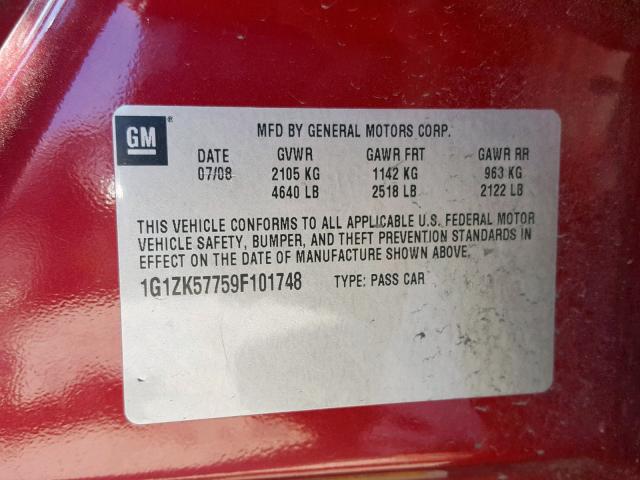 GM®
MFD BY GENERAL MOTORS CORP.
DATE GVWR GAWR FRT GAWR RR
07/08 2105 KG 1142 KG 963 KG
4640 LB 2518 LB 2122 LB
THIS VEHICLE CONFORMS TO ALL APPLICABLE U.S. FEDERAL MOTOR
VEHICLE SAFETY, BUMPER, AND THEFT PREVENTION STANDARDS IN
EFFECT ON THE DATE OF MANUFACTURE SHOWN ABOVE.
1G1ZK57759F101748 TYPE: PASS CAR